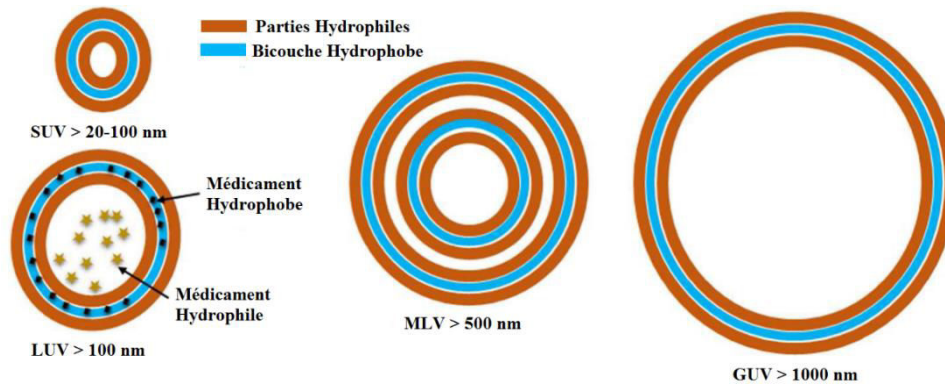 Parties Hydrophiles
Bicouche Hydrophobe
SUV > 20-100 nm
Médicament
Hydrophobe
Médicament
Hydrophile
LUV > 100 nm
MLV > 500 nm
GUV > 1000 nm